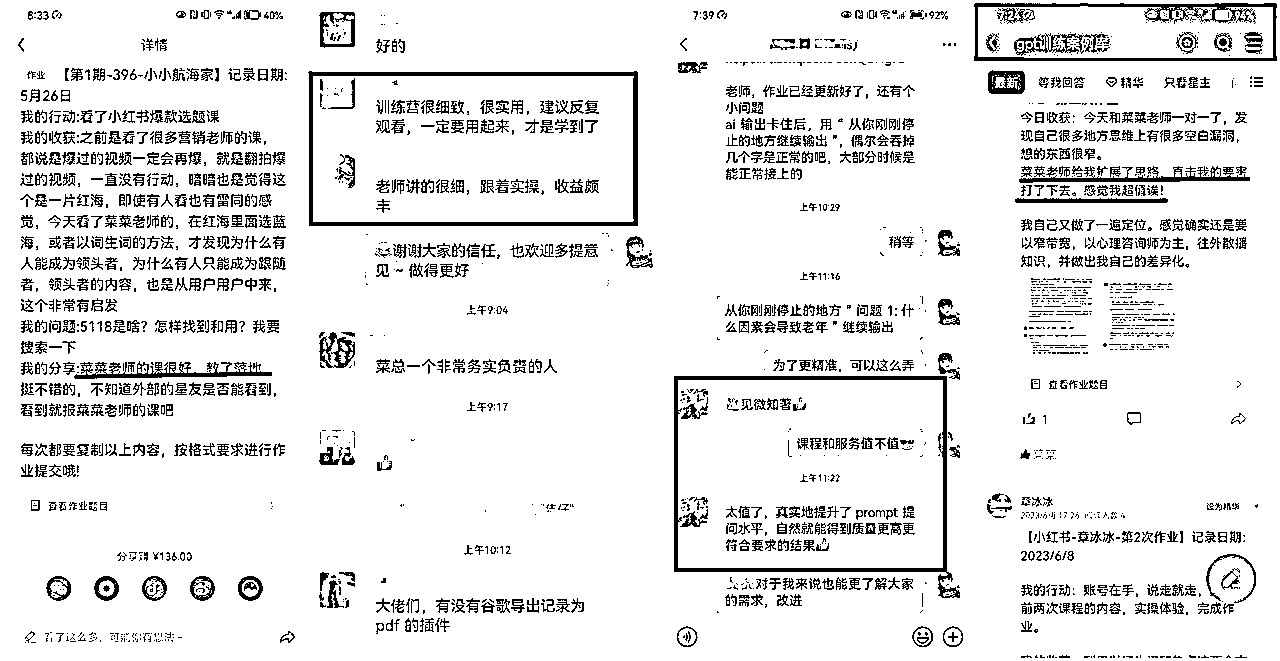 8:33
40%
详情
作业 【第1期-396-小小航海家】记录日期:
5月26日
我的行动:看了小红书爆款选题课
我的收获:之前是看了很多营销老师的课,
都说是爆过的视频一定会再爆，就是翻拍爆
过的视频，一直没有行动，暗暗也是觉得这
个是一片红海，即使有人看也有雷同的感
觉，今天看了菜菜老师的，在红海里面选蓝
海，或者以词生词的方法，才发现为什么有
人能成为领头者，为什么有人只能成为跟随
者，领头者的内容，也是从用户用户中来，
这个非常有启发
我的问题:5118是啥？怎样找到和用？我要
搜索一下
我的分享:菜菜老师的课很好，教了落地
挺不错的，不知道外部的星友是否能看到，
看到就报菜菜老师的课吧
每次都要复制以上内容，按格式要求进行作
业提交哦!
查看作业题目
分享赚 ¥136.00
看了这么多，可能你有想法~
好的
训练营很细致，很实用，建议反复
观看，一定要用起来，才是学到了
老师讲的很细，跟着实操，收益颇
丰
谢谢大家的信任，也欢迎多提意
见 ~ 做得更好
上午9:04
菜总一个非常务实负责的人
上午9:17
上午10:12
大佬们，有没有谷歌导出记录为
pdf 的插件
7:39
92%
老师，作业已经更新好了，还有个
小问题
ai 输出卡住后，用 “ 从你刚刚停
止的地方继续输出 ”，偶尔会吞掉
几个字是正常的吧，大部分时候是
能正常接上的
上午10:29
稍等
上午11:16
从你刚刚停止的地方 ” 问题 1: 什
么因素会导致老年 ” 继续输出
为了更精准，可以这么弄
见微知著
课程和服务值不值
上午11:22
太值了，真实地提升了 prompt 提
问水平，自然就能得到质量更高更
符合要求的结果
对于我来说也能更了解大家
的需求，改进
7:24
94%
gpt训练案例库
最新 等我回答 精华 只看星主
今日收获：今天和菜菜老师一对一了，发
现自己很多地方思维上有很多空白漏洞，
想的东西很窄。
菜菜老师给我扩展了思路，直击我的要害
打了下去。感觉我超值诶!
我自己又做了一遍定位。感觉确实还是要
以窄带宽，以心理咨询师为主，往外散播
知识，并做出我自己的差异化。
查看作业题目
1
菜菜
章冰冰
设为精华
【小红书-章冰冰-第2次作业】记录日期:
2023/6/8
我的行动：账号在手，说走就走，
前两次课程的内容，实操体验，完成作
业。